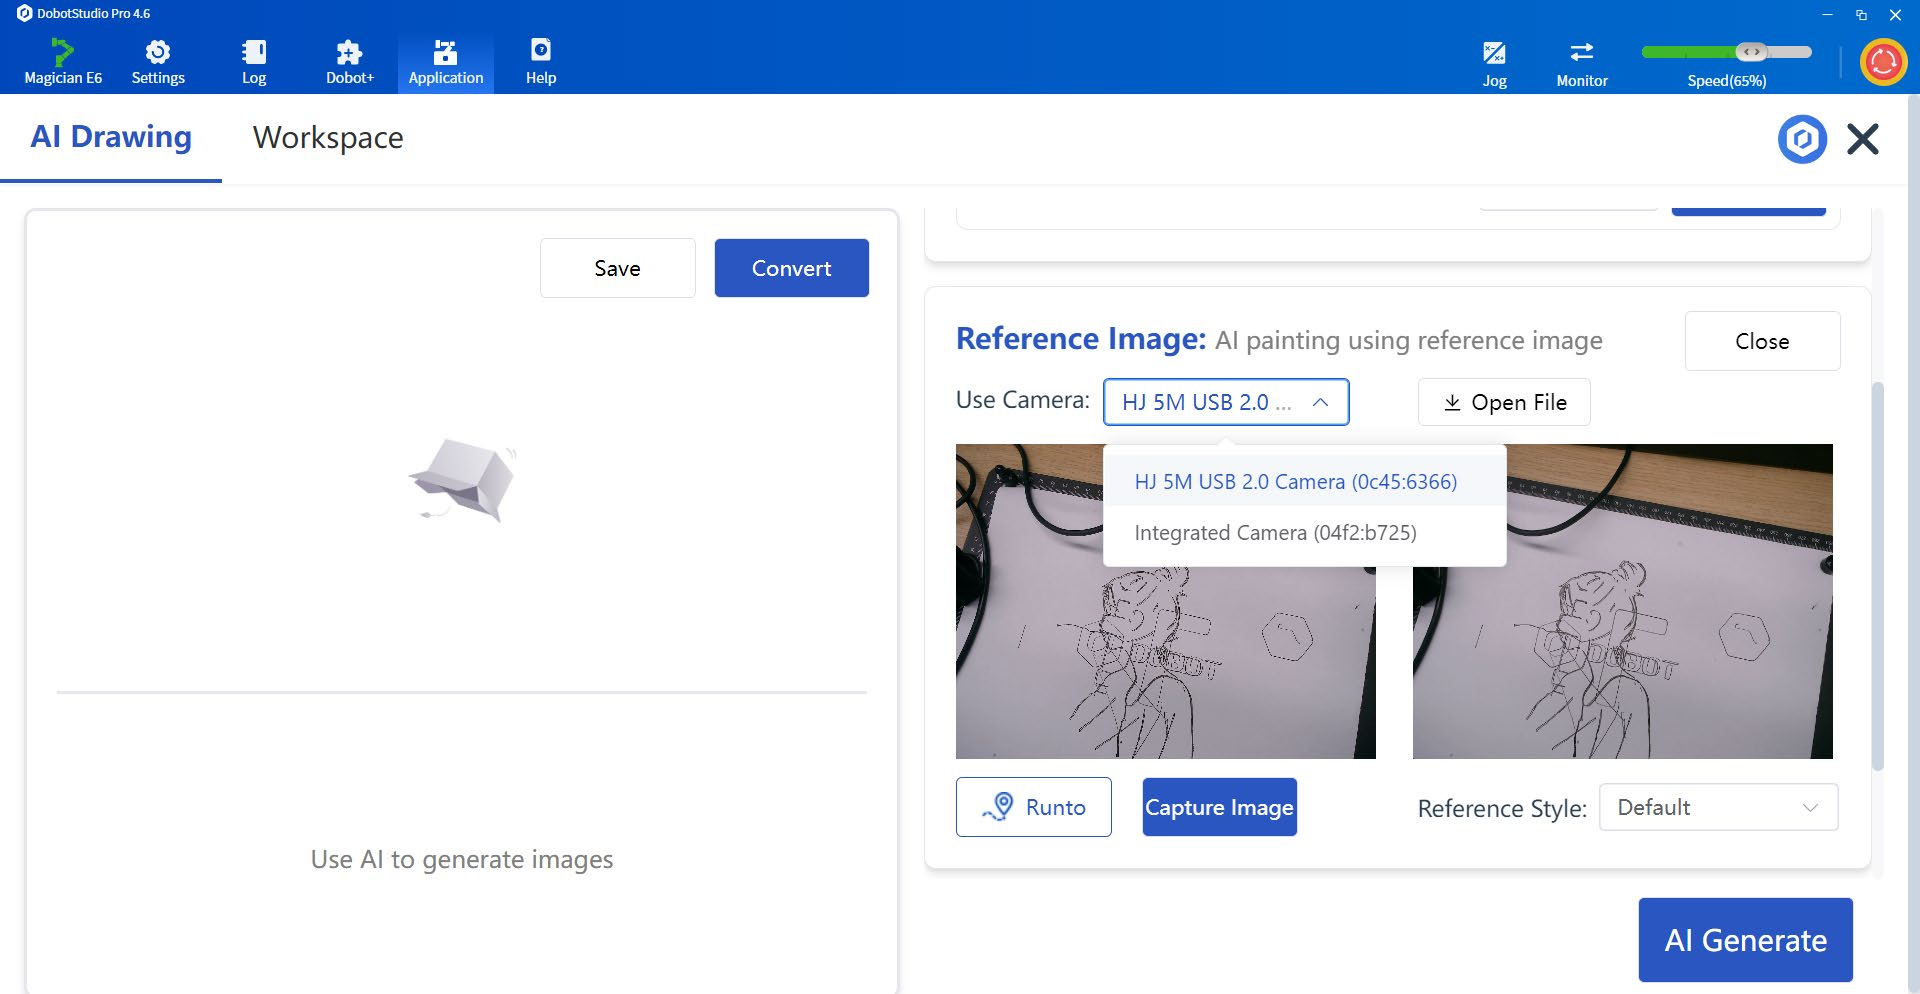 DobotStudio Pro 4.6
Magician E6
Settings
Log
Dobot+
Application
Help
Jog
Monitor
Speed(65%)
AI Drawing
Workspace
Save
Convert
Use AI to generate images
Reference Image: AI painting using reference image
Close
Use Camera:
HJ 5M USB 2.0 ...
Open File
HJ 5M USB 2.0 Camera (0c45:6366)
Integrated Camera (04f2:b725)
DOBOT
DOBOT
Runto
Capture Image
Reference Style:
Default
AI Generate